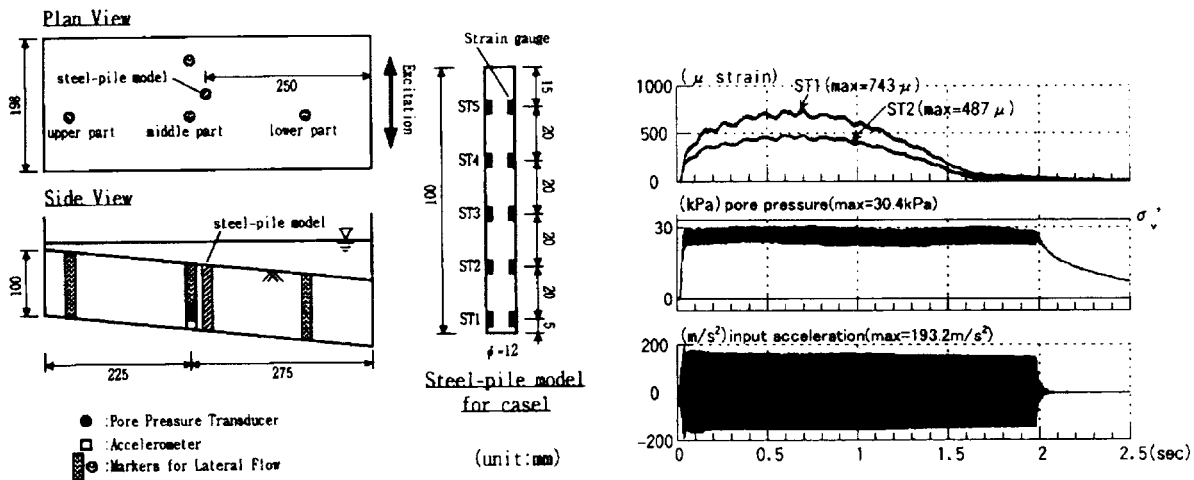 Plan View
198
steel-pile model
250
Excitation
upper part
middle part
lower part
Side View
steel-pile model
100
225
275
:Pore Pressure Transducer
:Accelerometer
:Markers for Lateral Flow
Strain gauge
100
ST5
ST4
ST3
ST2
ST1
15
20
20
20
20
5
φ=12
Steel-pile model
for case1
(unit:mm)
(μ strain)
1000
500
0
ST1(max=743μ)
ST2(max=487μ)
(kPa) pore pressure(max=30.4kPa)
σv'
30
0
(m/s²)input acceleration(max=193.2m/s²)
200
0
-200
0 0.5 1 1.5 2 2.5(sec)